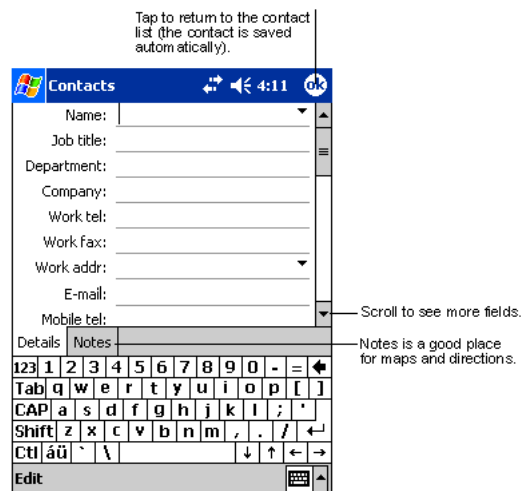 Tap to return to the contact
list (the contact is saved
automatically).
Contacts 4:11 ok
Name:
Job title:
Department:
Company:
Work tel:
Work fax:
Work addr:
E-mail:
Mobile tel:
Scroll to see more fields.
Details Notes
Notes is a good place
for maps and directions.
123 1 2 3 4 5 6 7 8 9 0 - =
Tab q w e r t y u i o p [ ]
CAP a s d f g h j k l ; '
Shift z x c v b n m , . /
Ctl áü ` \
Edit